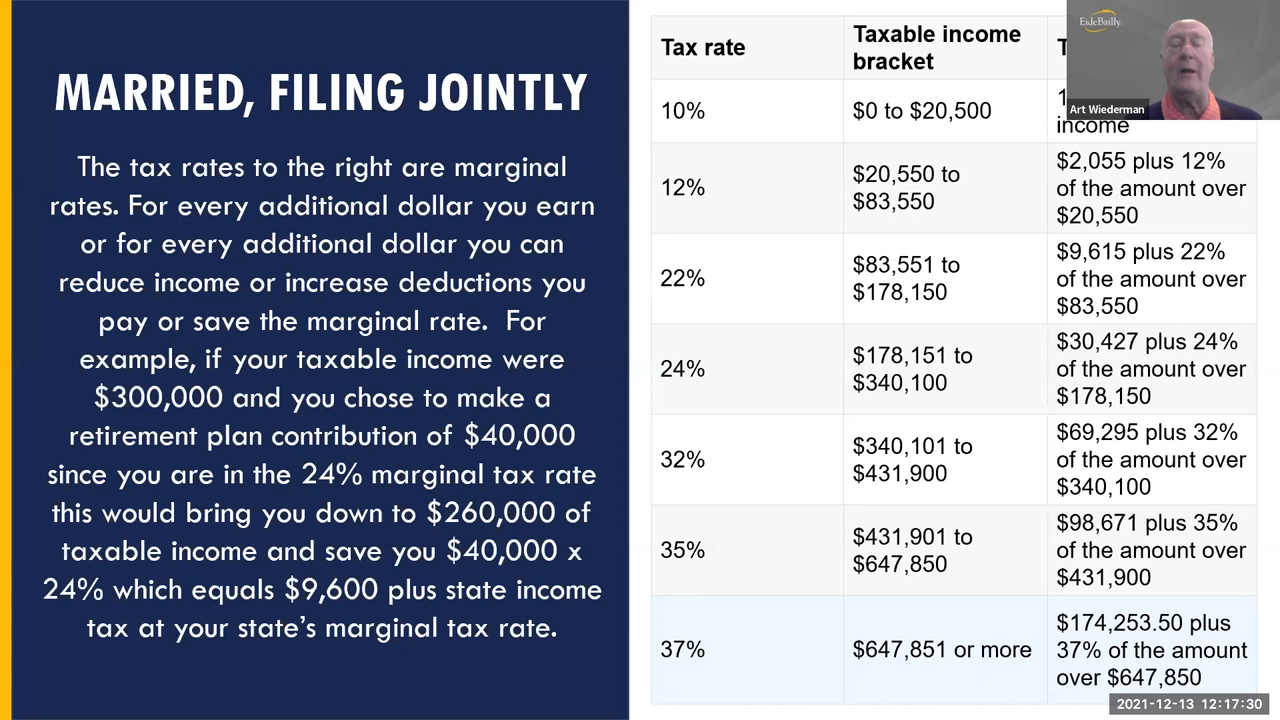 MARRIED, FILING JOINTLY
The tax rates to the right are marginal
rates. For every additional dollar you earn
or for every additional dollar you can
reduce income or increase deductions you
pay or save the marginal rate. For
example, if your taxable income were
$300,000 and you chose to make a
retirement plan contribution of $40,000
since you are in the 24% marginal tax rate
this would bring you down to $260,000 of
taxable income and save you $40,000 x
24% which equals $9,600 plus state income
tax at your state’s marginal tax rate.
Tax rate
Taxable income
bracket
10%
$0 to $20,500
income
12%
$20,550 to
$83,550
$2,055 plus 12%
of the amount over
$20,550
22%
$83,551 to
$178,150
$9,615 plus 22%
of the amount over
$83,550
24%
$178,151 to
$340,100
$30,427 plus 24%
of the amount over
$178,150
32%
$340,101 to
$431,900
$69,295 plus 32%
of the amount over
$340,100
35%
$431,901 to
$647,850
$98,671 plus 35%
of the amount over
$431,900
37%
$647,851 or more
$174,253.50 plus
37% of the amount
over $647,850
EideBailly
Art Wiederman
2021-12-13 12:17:30